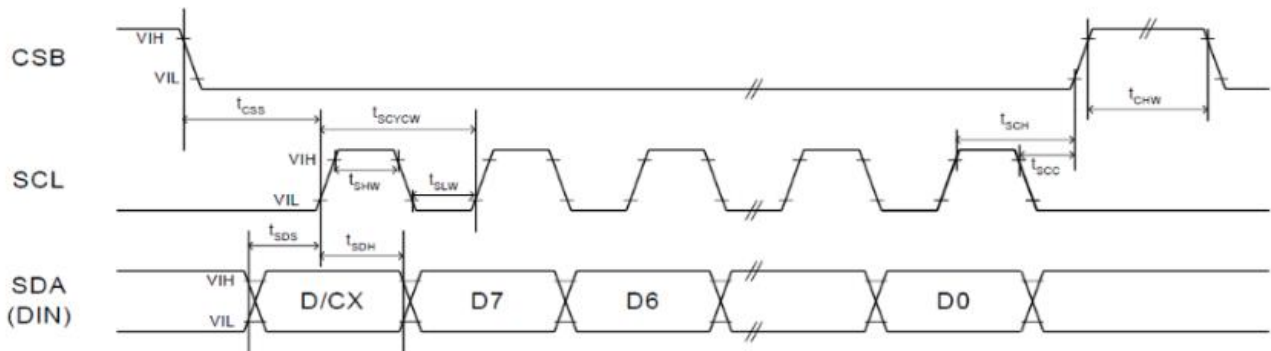 CSB
VIH
VIL
tCSS
tSCYCW
tCHW
tSCH
tSCC
SCL
VIH
VIL
tSHW
tSLW
tSDS
tSDH
SDA
(DIN)
VIH
VIL
D/CX
D7
D6
D0